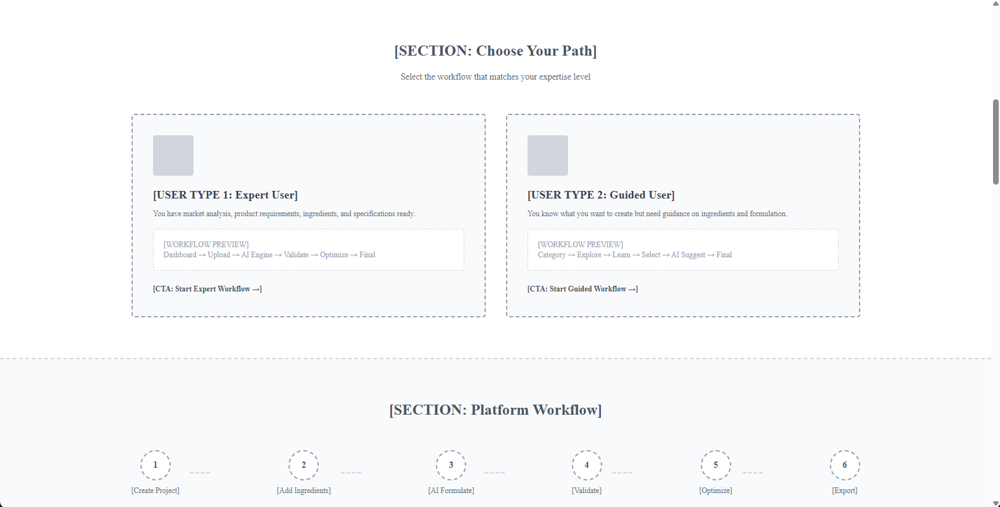 [SECTION: Choose Your Path]
Select the workflow that matches your expertise level
[USER TYPE 1: Expert User]
You have market analysis, product requirements, ingredients, and specifications ready.
[WORKFLOW PREVIEW]
Dashboard → Upload → AI Engine → Validate → Optimize → Final
[CTA: Start Expert Workflow →]
[USER TYPE 2: Guided User]
You know what you want to create but need guidance on ingredients and formulation.
[WORKFLOW PREVIEW]
Category → Explore → Learn → Select → AI Suggest → Final
[CTA: Start Guided Workflow →]
[SECTION: Platform Workflow]
1
[Create Project]
2
[Add Ingredients]
3
[AI Formulate]
4
[Validate]
5
[Optimize]
6
[Export]